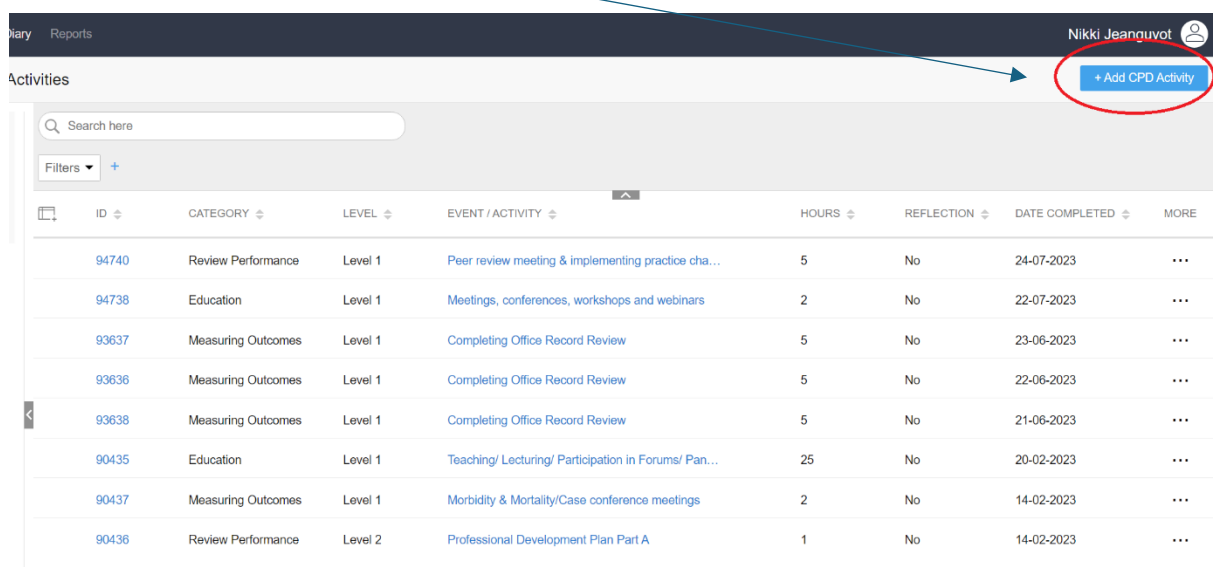 Diary Reports Nikki Jeanguyot
Activities + Add CPD Activity
Search here
Filters +
ID CATEGORY LEVEL EVENT / ACTIVITY HOURS REFLECTION DATE COMPLETED MORE
94740 Review Performance Level 1 Peer review meeting & implementing practice cha... 5 No 24-07-2023 ...
94738 Education Level 1 Meetings, conferences, workshops and webinars 2 No 22-07-2023 ...
93637 Measuring Outcomes Level 1 Completing Office Record Review 5 No 23-06-2023 ...
93636 Measuring Outcomes Level 1 Completing Office Record Review 5 No 22-06-2023 ...
93638 Measuring Outcomes Level 1 Completing Office Record Review 5 No 21-06-2023 ...
90435 Education Level 1 Teaching/ Lecturing/ Participation in Forums/ Pan... 25 No 20-02-2023 ...
90437 Measuring Outcomes Level 1 Morbidity & Mortality/Case conference meetings 2 No 14-02-2023 ...
90436 Review Performance Level 2 Professional Development Plan Part A 1 No 14-02-2023 ...